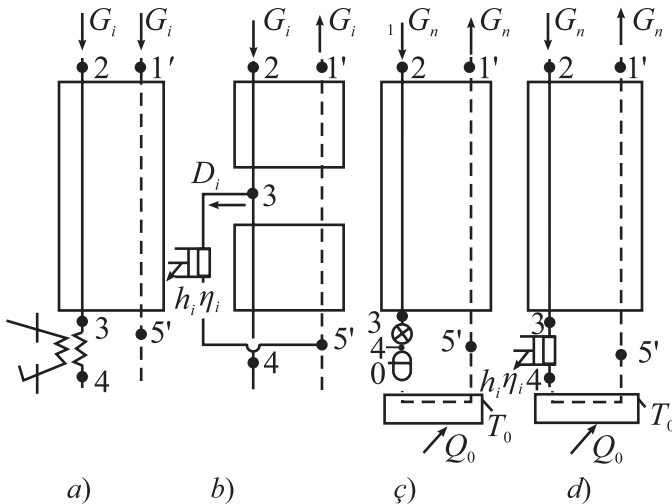 G_i G_i G_i G_i 1 G_n G_n G_n G_n
2 1′ 2 1' 2 1' 2 1'
D_i
3
h_i η_i
3 5' 5' 3 5' 3 5'
4 4 4 h_i η_i 4
0
T_0 T_0
Q_0 Q_0
a) b) ç) d)